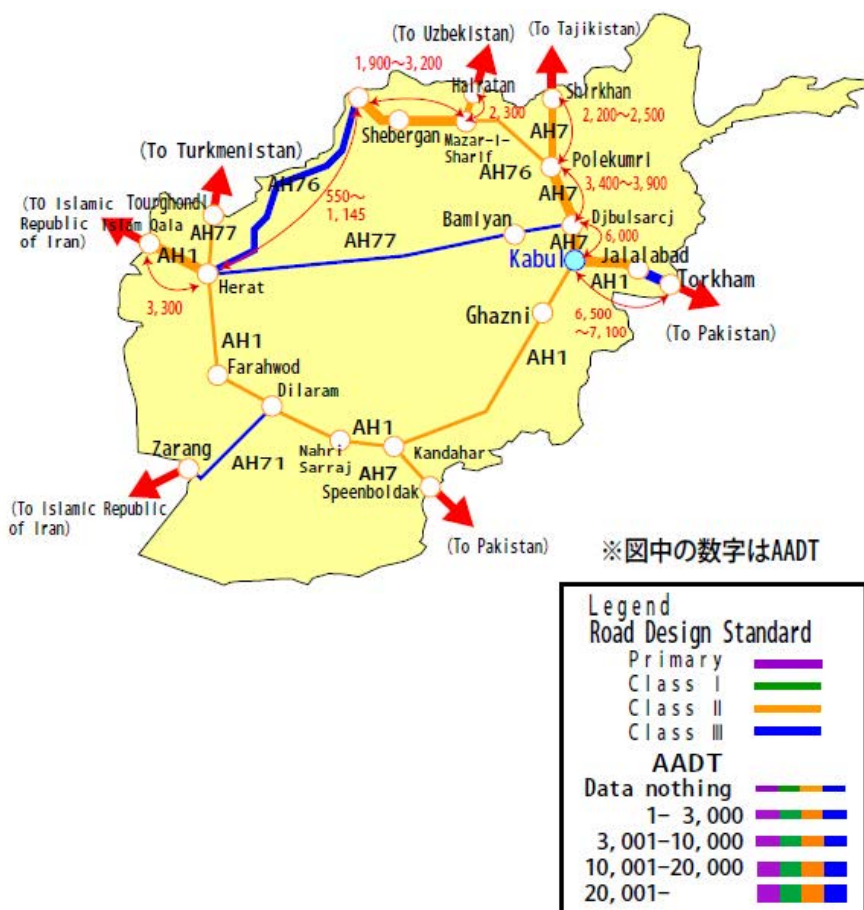 (To Uzbekistan)
(To Tajikistan)
1,900～3,200
Hairatan
Shirkhan
2,300
2,200～2,500
Shebergan
Mazar-i-
Sharif
AH7
(To Turkmenistan)
AH76
Polekumri
AH76
AH7
3,400～3,900
(TO Islamic
Republic
of Iran)
Tourghondi
Islam Qala
550～
1,145
Bamiyan
Djbulsarcj
AH77
AH77
AH7
6,000
AH1
Kabul
Jalalabad
Herat
AH1
Torkham
3,300
Ghazni
6,500
～7,100
(To Pakistan)
AH1
AH1
Farahwod
Dilaram
AH1
Zarang
AH71
Nahri
Sarraj
Kandahar
AH7
Speenboldak
(To Islamic Republic
of Iran)
(To Pakistan)
※図中の数字はAADT
Legend
Road Design Standard
Primary
Class Ⅰ
Class Ⅱ
Class Ⅲ
AADT
Data nothing
1- 3,000
3,001-10,000
10,001-20,000
20,001-